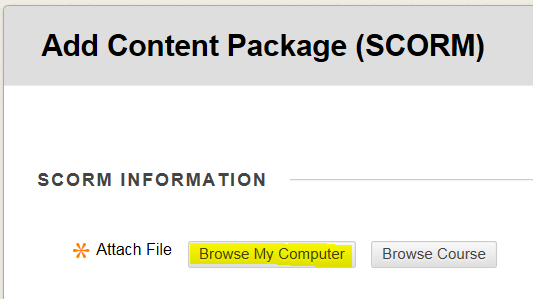 Add Content Package (SCORM)
SCORM INFORMATION
Attach File Browse My Computer Browse Course